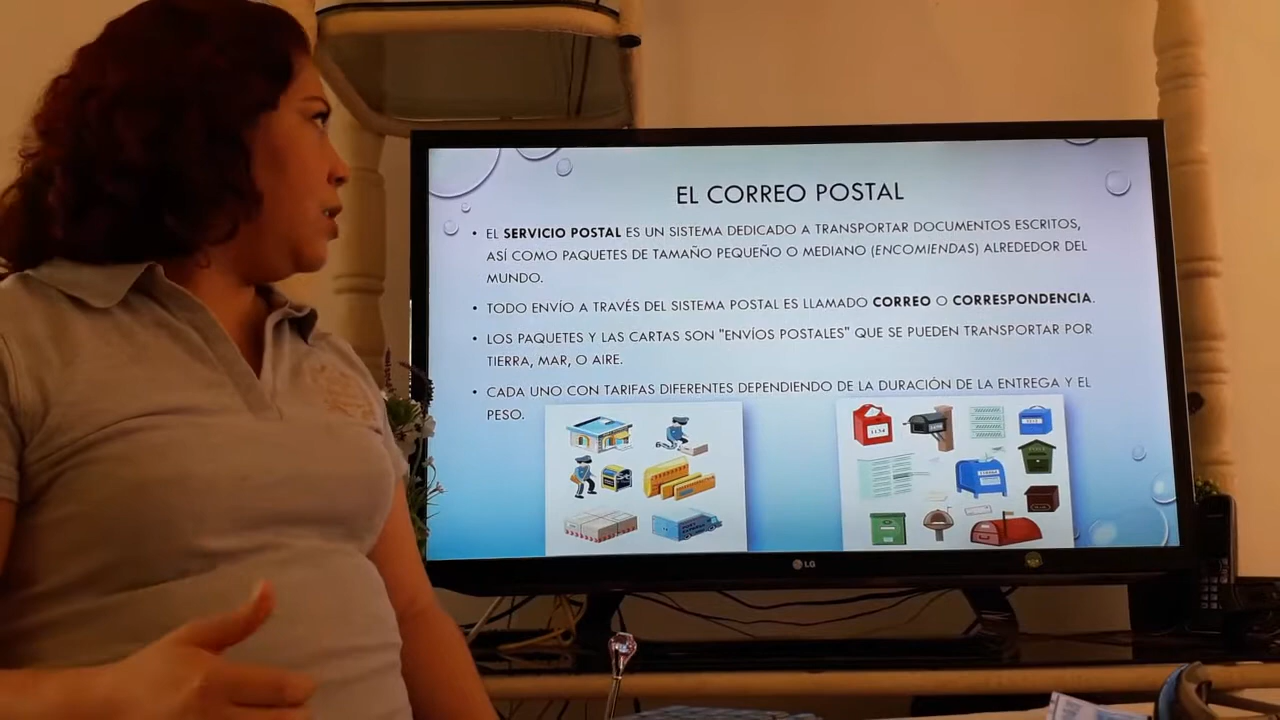 EL CORREO POSTAL
• EL SERVICIO POSTAL ES UN SISTEMA DEDICADO A TRANSPORTAR DOCUMENTOS ESCRITOS,
ASÍ COMO PAQUETES DE TAMAÑO PEQUEÑO O MEDIANO (ENCOMIENDAS) ALREDEDOR DEL
MUNDO.
• TODO ENVÍO A TRAVÉS DEL SISTEMA POSTAL ES LLAMADO CORREO O CORRESPONDENCIA.
• LOS PAQUETES Y LAS CARTAS SON "ENVÍOS POSTALES" QUE SE PUEDEN TRANSPORTAR POR
TIERRA, MAR, O AIRE.
• CADA UNO CON TARIFAS DIFERENTES DEPENDIENDO DE LA DURACIÓN DE LA ENTREGA Y EL
PESO.
LG